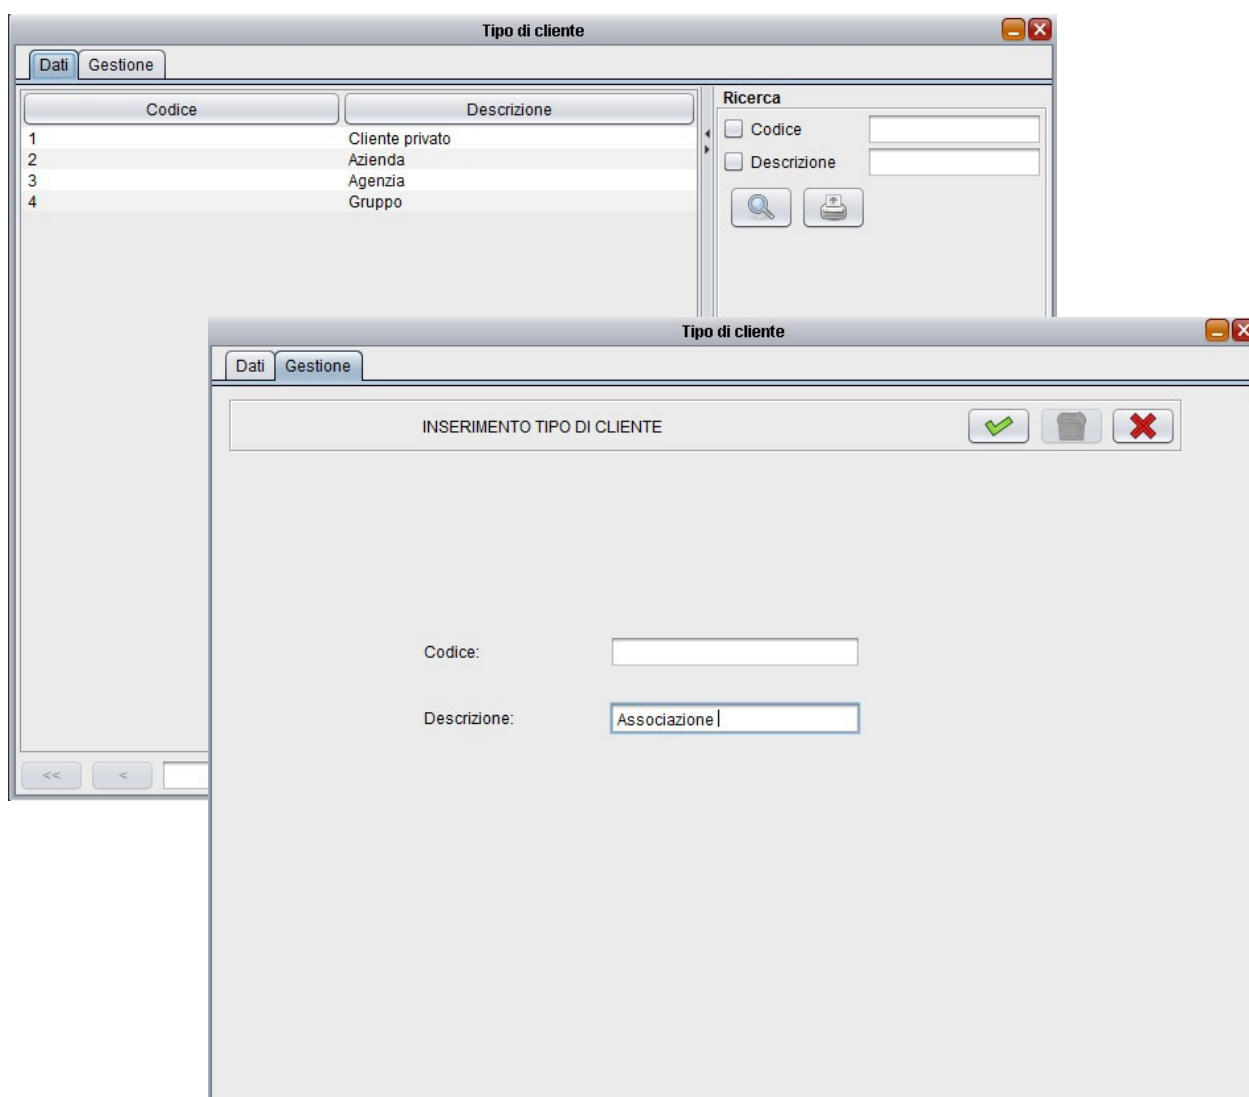 Tipo di cliente
Dati Gestione
Codice Descrizione
1 Cliente privato
2 Azienda
3 Agenzia
4 Gruppo
Ricerca
Codice
Descrizione
<< <
Tipo di cliente
Dati Gestione
INSERIMENTO TIPO DI CLIENTE
Codice:
Descrizione: Associazione